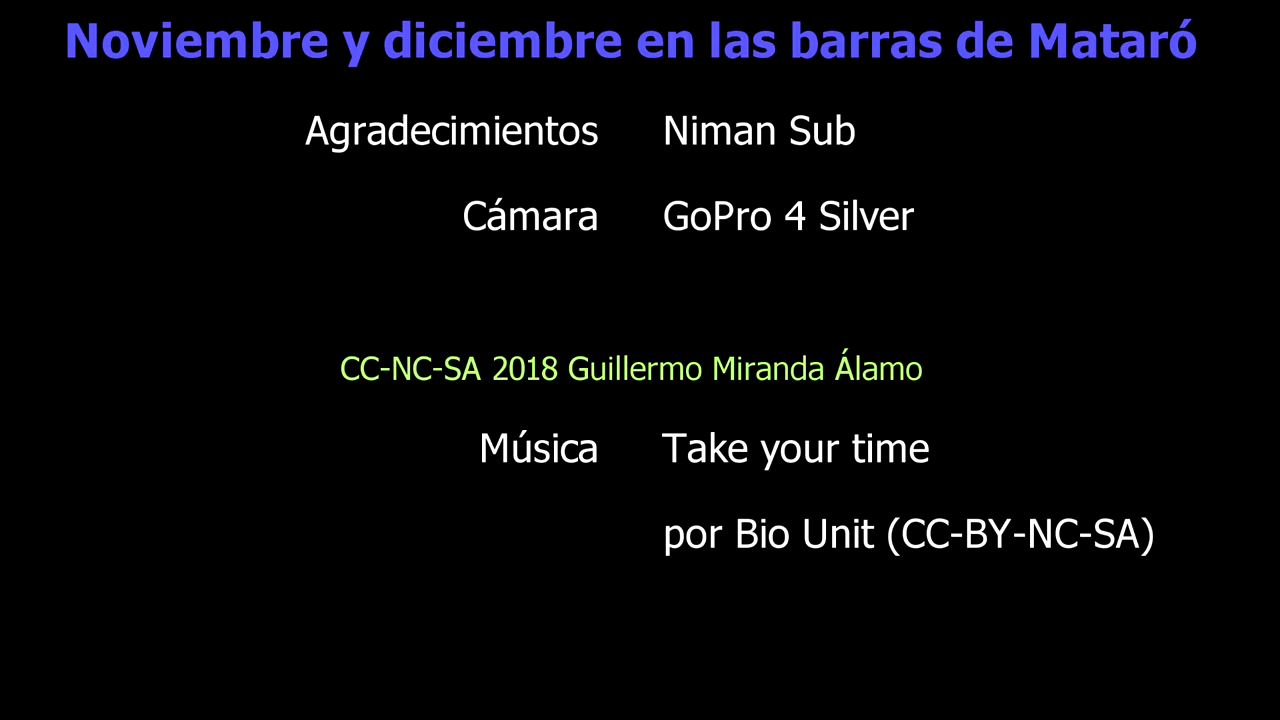 Noviembre y diciembre en las barras de Mataró
Agradecimientos Niman Sub
Cámara GoPro 4 Silver
CC-NC-SA 2018 Guillermo Miranda Álamo
Música Take your time
por Bio Unit (CC-BY-NC-SA)